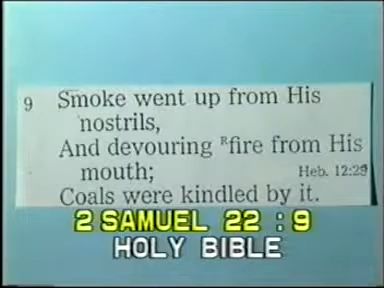 9 Smoke went up from His
nostrils,
And devouring ᴿfire from His
mouth; Heb. 12:29
Coals were kindled by it.
2 SAMUEL 22 : 9
HOLY BIBLE